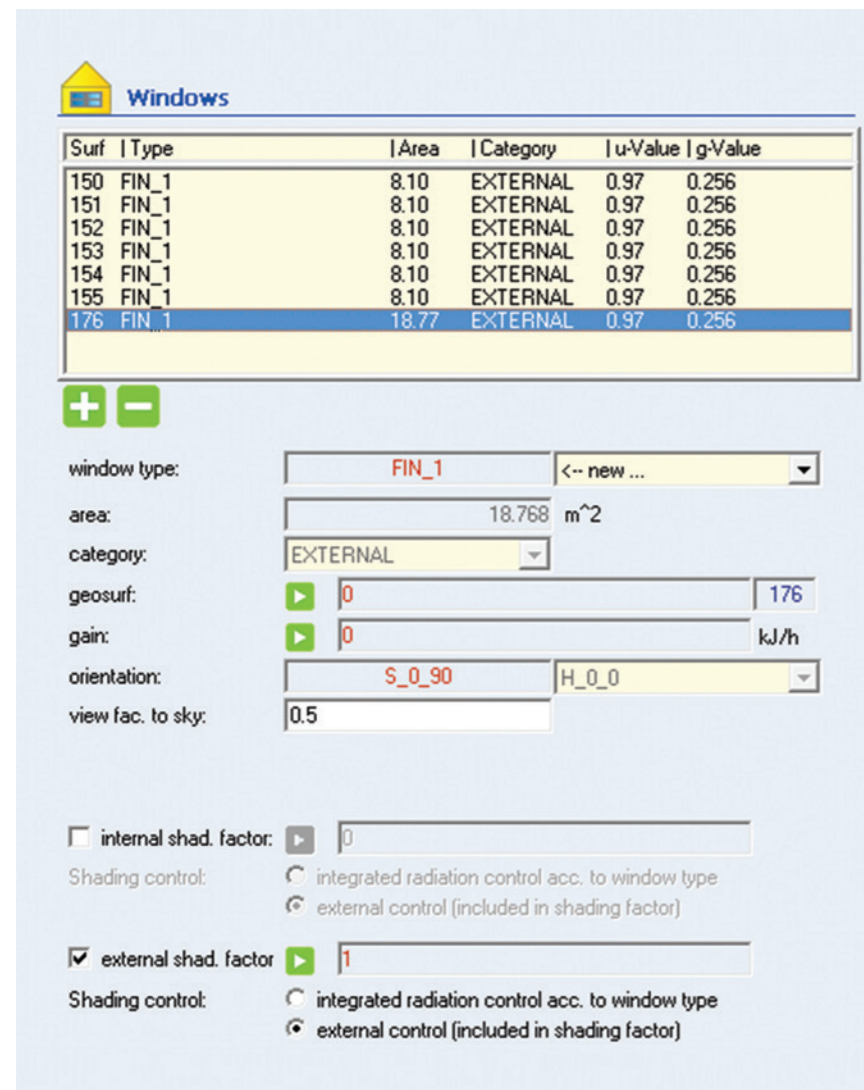 Windows
Surf | Type | Area | Category | u-Value | g-Value
150 FIN_1 8.10 EXTERNAL 0.97 0.256
151 FIN_1 8.10 EXTERNAL 0.97 0.256
152 FIN_1 8.10 EXTERNAL 0.97 0.256
153 FIN_1 8.10 EXTERNAL 0.97 0.256
154 FIN_1 8.10 EXTERNAL 0.97 0.256
155 FIN_1 8.10 EXTERNAL 0.97 0.256
176 FIN_1 18.77 EXTERNAL 0.97 0.256
window type: FIN_1 <-- new ...
area: 18.768 m^2
category: EXTERNAL
geosurf: 0 176
gain: 0 kJ/h
orientation: S_0_90 H_0_0
view fac. to sky: 0.5
internal shad. factor: 0
Shading control: integrated radiation control acc. to window type
external control (included in shading factor)
external shad. factor 1
Shading control: integrated radiation control acc. to window type
external control (included in shading factor)